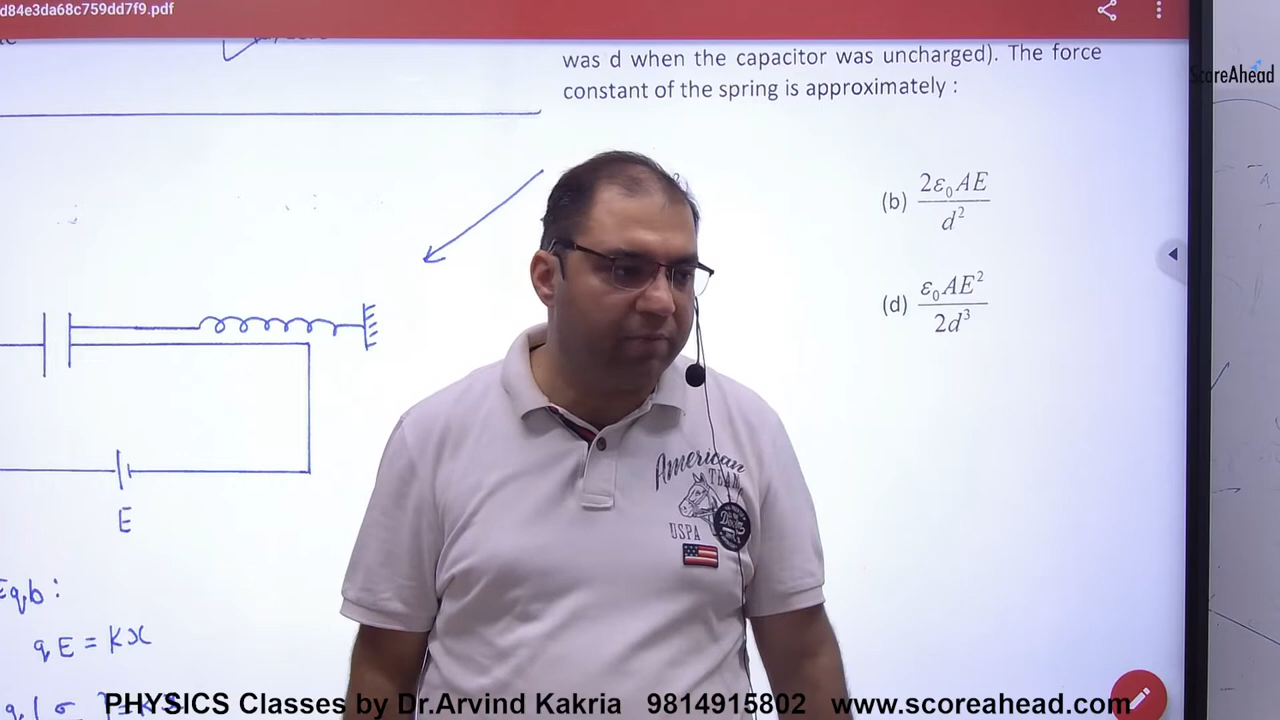 d84e3da68c759dd7f9.pdf
was d when the capacitor was uncharged). The force
constant of the spring is approximately :
ScoreAhead
(b) 2ε₀AE / d²
(d) ε₀AE² / 2d³
E
Eqb:
qE = Kx
American
TEAM
USPA
PHYSICS Classes by Dr.Arvind Kakria 9814915802 www.scoreahead.com